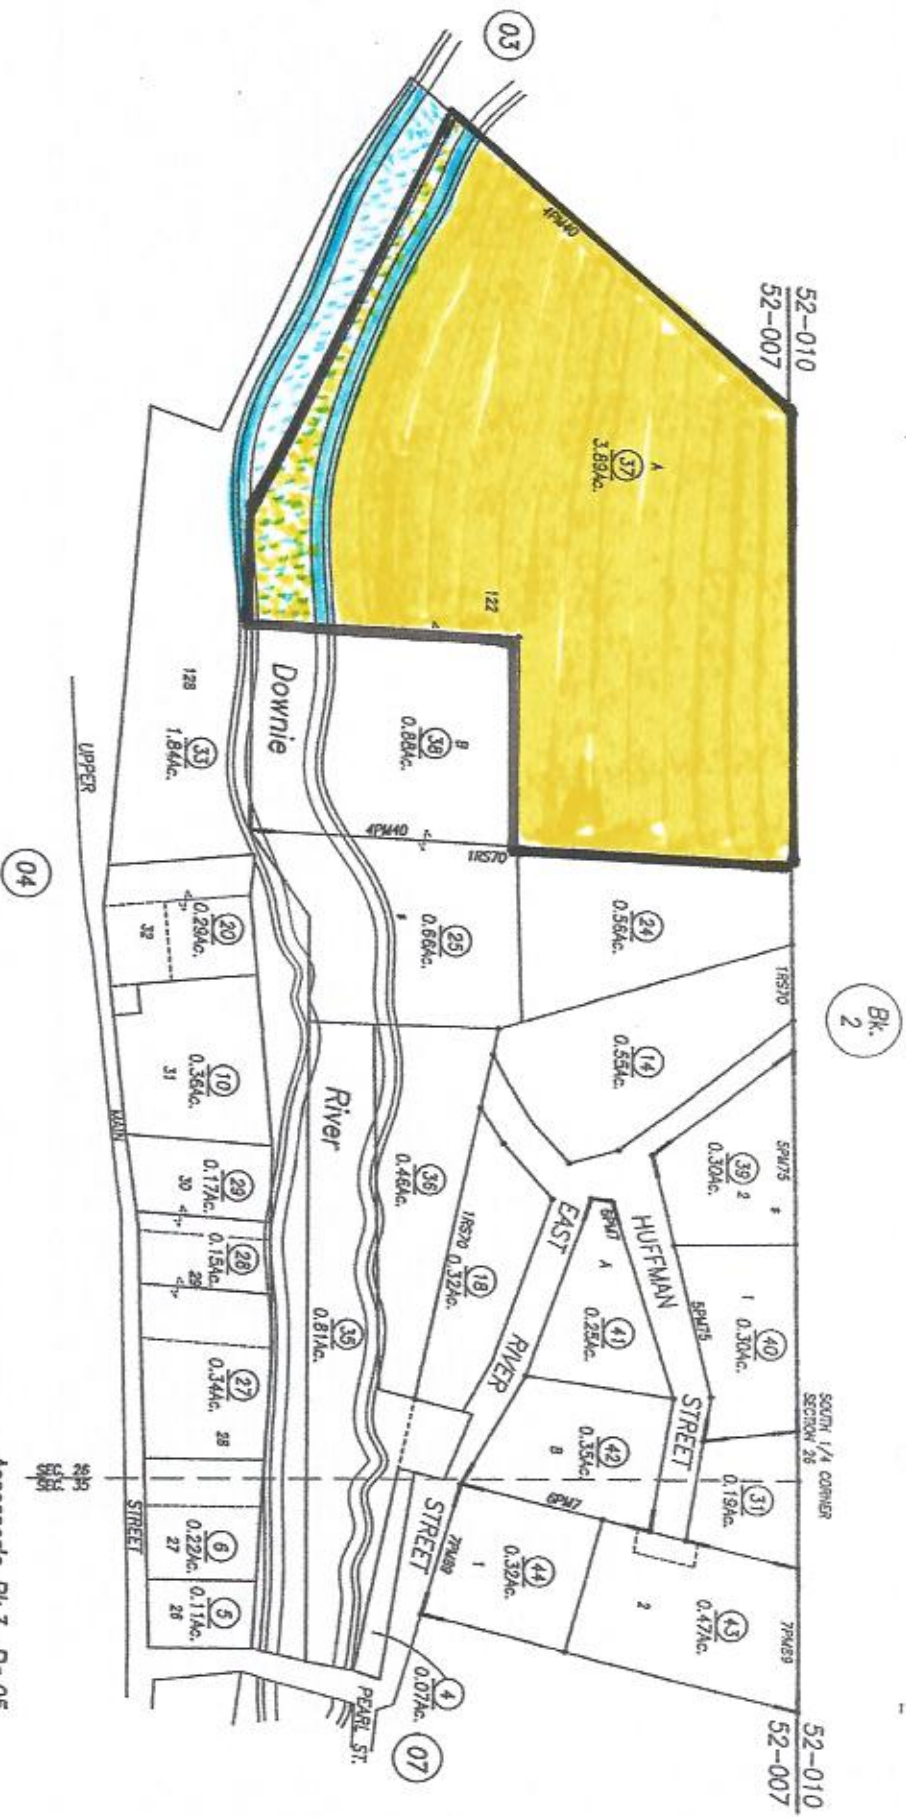 03
52-010
52-007
4PM40
A
37
3.89Ac.
122
Bk.
2
Downie
B
38
0.88Ac.
128
33
1.84Ac.
UPPER
04
4PM40
1RS70
25
0.66Ac.
24
0.56Ac.
1RS70
20
0.29Ac.
32
14
0.55Ac.
10
0.36Ac.
31
MAIN
River
36
0.46Ac.
39
2
0.30Ac.
5PM75
29
0.17Ac.
30
28
0.15Ac.
29
1RS70
18
0.32Ac.
EAST
RIVER
STREET
6PM7
HUFFMAN
STREET
A
41
0.25Ac.
5PM75
1
40
0.30Ac.
35
0.81Ac.
27
0.34Ac.
28
42
0.35Ac.
B
6PM7
SOUTH 1/4 CORNER
SECTION 26
31
0.19Ac.
SEC. 26
SEC. 35
STREET
6
0.22Ac.
27
5
0.11Ac.
26
7PM89
1
44
0.32Ac.
2
43
0.47Ac.
7PM89
4
0.07Ac.
PEARL ST.
07
52-010
52-007